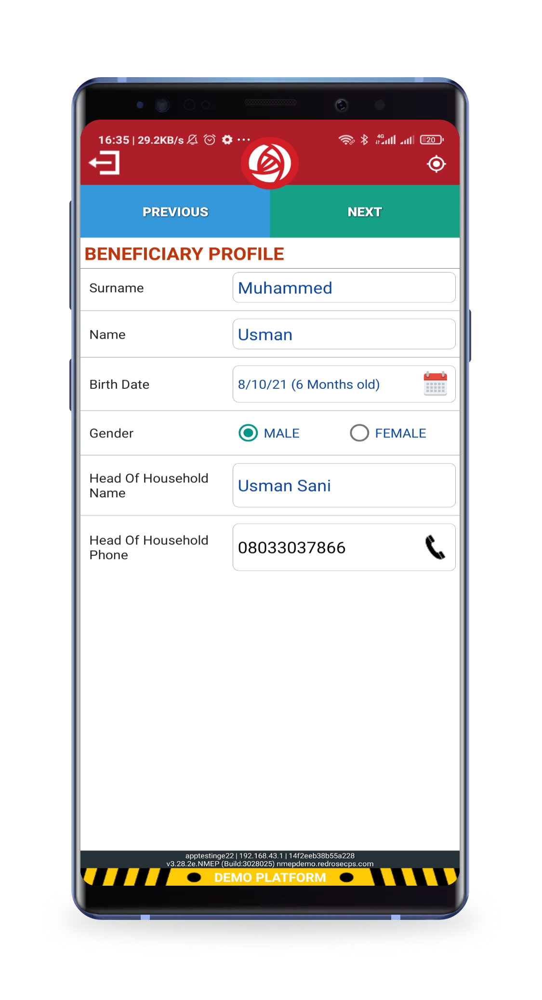 16:35 | 29.2KB/s ... 4G 20
PREVIOUS NEXT
BENEFICIARY PROFILE
Surname Muhammed
Name Usman
Birth Date 8/10/21 (6 Months old)
Gender MALE FEMALE
Head Of Household
Name
Usman Sani
Head Of Household
Phone
08033037866
apptestinge22 | 192.168.43.1 | 14f2eeb38b55a228
v3.28.2e.NMEP (Build:3028025) nmepdemo.redrosecps.com
DEMO PLATFORM